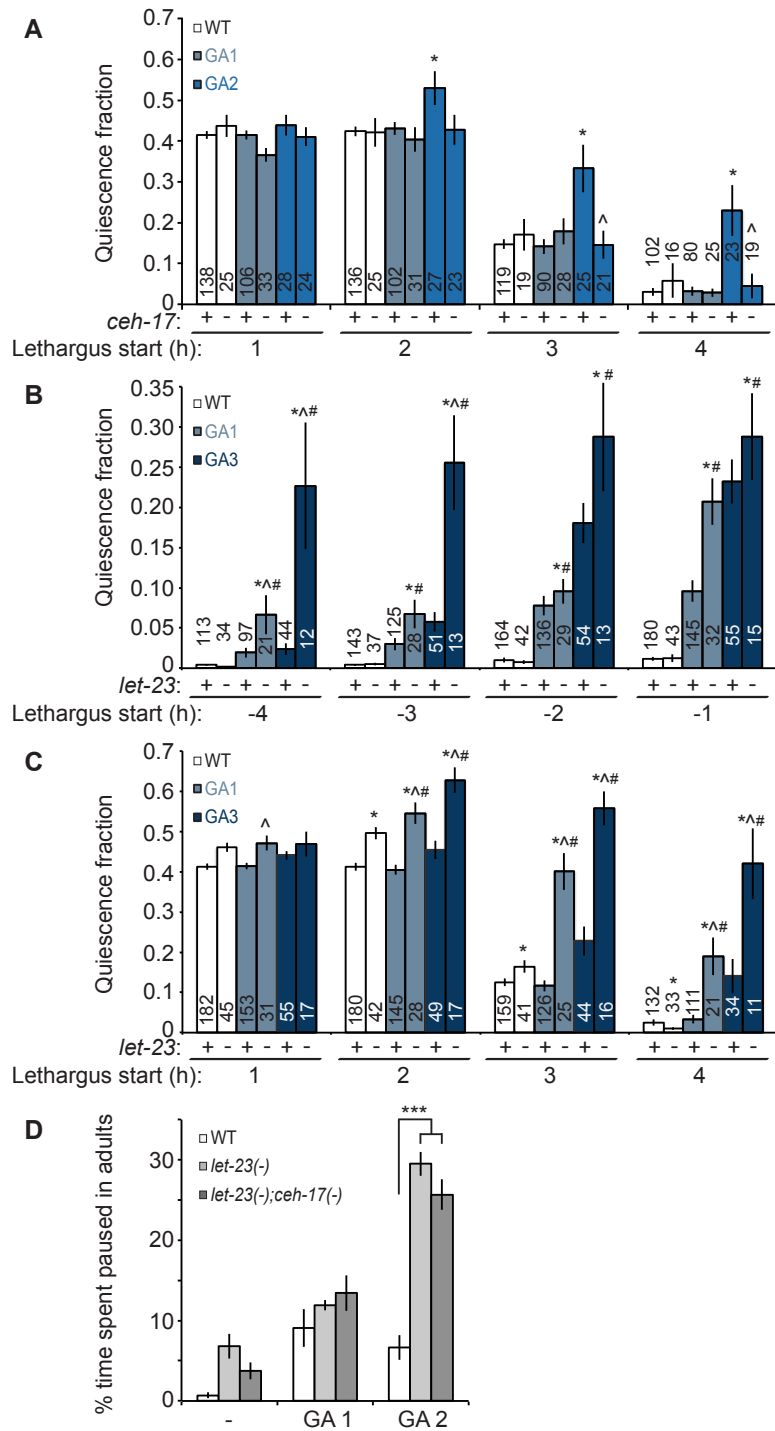 A
WT
GA1
GA2
Quiescence fraction
0.7
0.6
0.5
0.4
0.3
0.2
0.1
0
* * ^ * ^
138 25 106 33 28 24 136 25 102 31 27 23 119 19 90 28 25 21 102 16 80 25 23 19
ceh-17: + - + - + - + - + - + - + - + - + - + - + - + -
Lethargus start (h): 1 2 3 4
B
WT
GA1
GA3
Quiescence fraction
0.35
0.30
0.25
0.20
0.15
0.10
0.05
0
*^# *^# *# *^# *# *# *# *#
113 34 97 21 44 12 143 37 125 28 51 13 164 42 136 29 54 13 180 43 145 32 55 15
let-23: + - + - + - + - + - + - + - + - + - + - + - + -
Lethargus start (h): -4 -3 -2 -1
C
WT
GA1
GA3
Quiescence fraction
0.7
0.6
0.5
0.4
0.3
0.2
0.1
0
^ * *^# *^# * *^# *^# * *^# *^#
182 45 153 31 55 17 180 42 145 28 49 17 159 41 126 25 44 16 132 33 111 21 34 11
let-23: + - + - + - + - + - + - + - + - + - + - + - + -
Lethargus start (h): 1 2 3 4
D
WT
let-23(-)
let-23(-);ceh-17(-)
***
% time spent paused in adults
30
20
10
0
- GA 1 GA 2